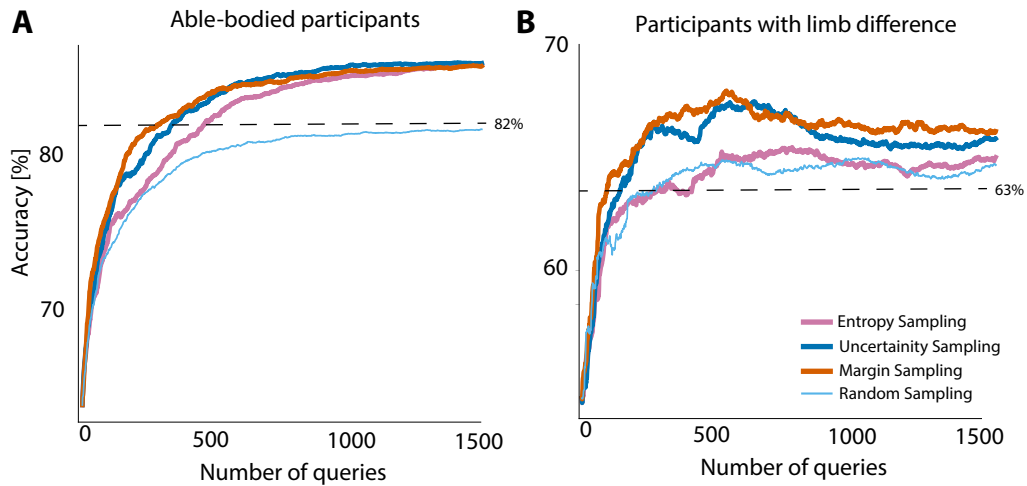 A
Able-bodied participants
Accuracy [%]
80
70
82%
0
500
1000
1500
Number of queries
B
Participants with limb difference
70
60
63%
Entropy Sampling
Uncertainity Sampling
Margin Sampling
Random Sampling
0
500
1000
1500
Number of queries